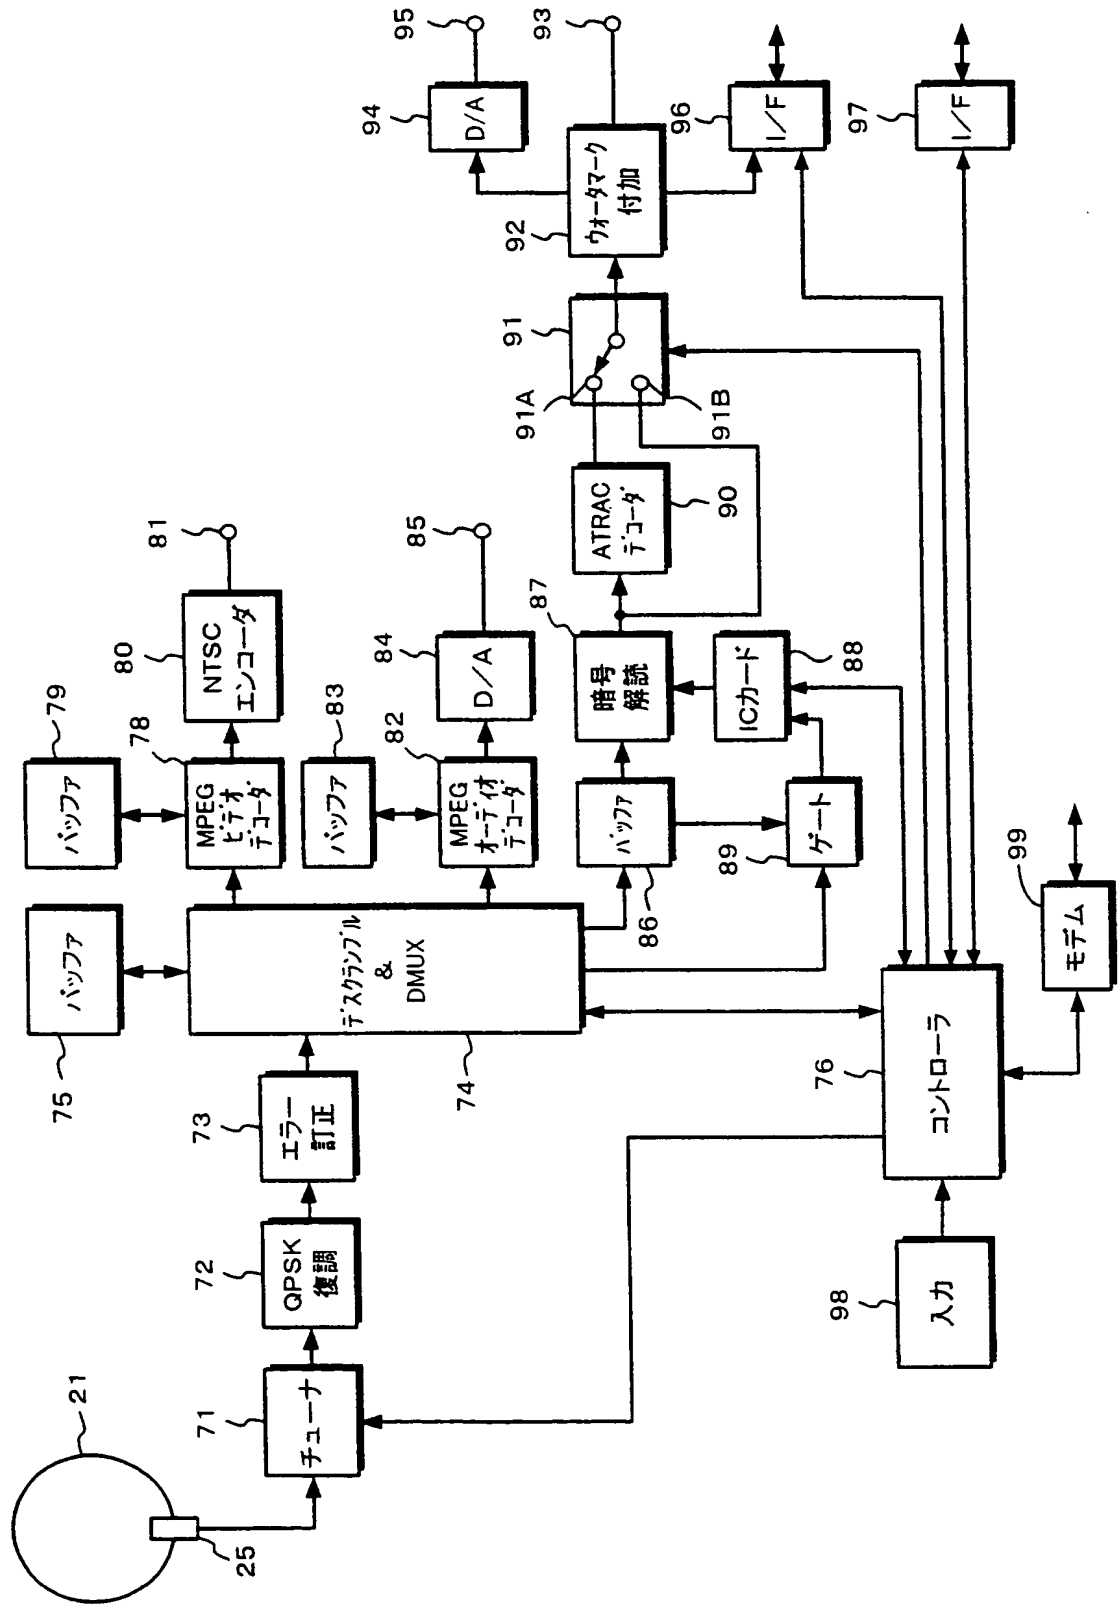 21
25
チューナ
71
QPSK
復調
72
エラー
訂正
73
デスクランブル
&
DMUX
74
バッファ
75
コントローラ
76
MPEG
ビデオ
デコーダ
78
バッファ
79
NTSC
エンコーダ
80
81
MPEG
オーディオ
デコーダ
82
バッファ
83
D/A
84
85
バッファ
86
暗号
解読
87
ICカード
88
ゲート
89
ATRAC
デコーダ
90
91
91A
91B
ウォータマーク
付加
92
93
D/A
94
95
I/F
96
I/F
97
入力
98
モデム
99